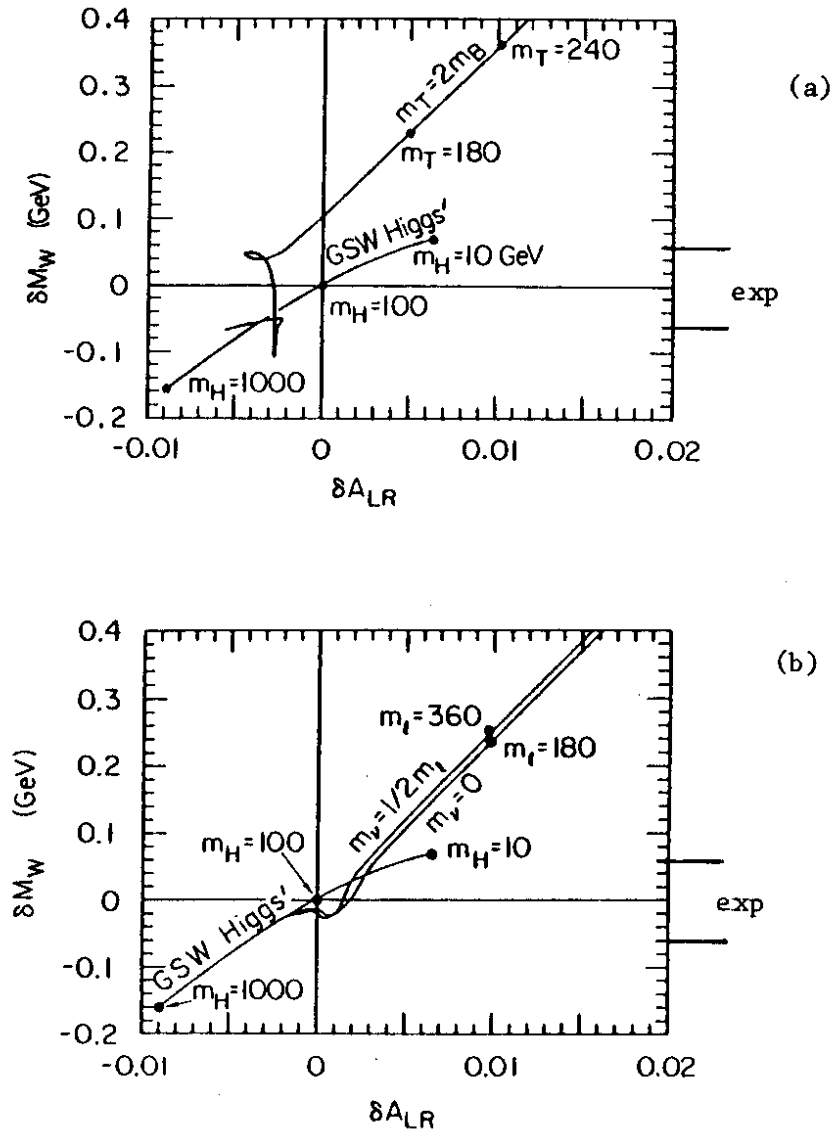 (a)
0.4
0.3
0.2
0.1
0
-0.1
-0.2
δM_W (GeV)
m_T=2m_B
m_T=240
m_T=180
GSW Higgs'
m_H=10 GeV
m_H=100
m_H=1000
exp
-0.01
0
0.01
0.02
δA_LR
(b)
0.4
0.3
0.2
0.1
0
-0.1
-0.2
δM_W (GeV)
m_ℓ=360
m_ℓ=180
m_ν=1/2m_ℓ
m_ν=0
m_H=100
m_H=10
GSW Higgs'
m_H=1000
exp
-0.01
0
0.01
0.02
δA_LR